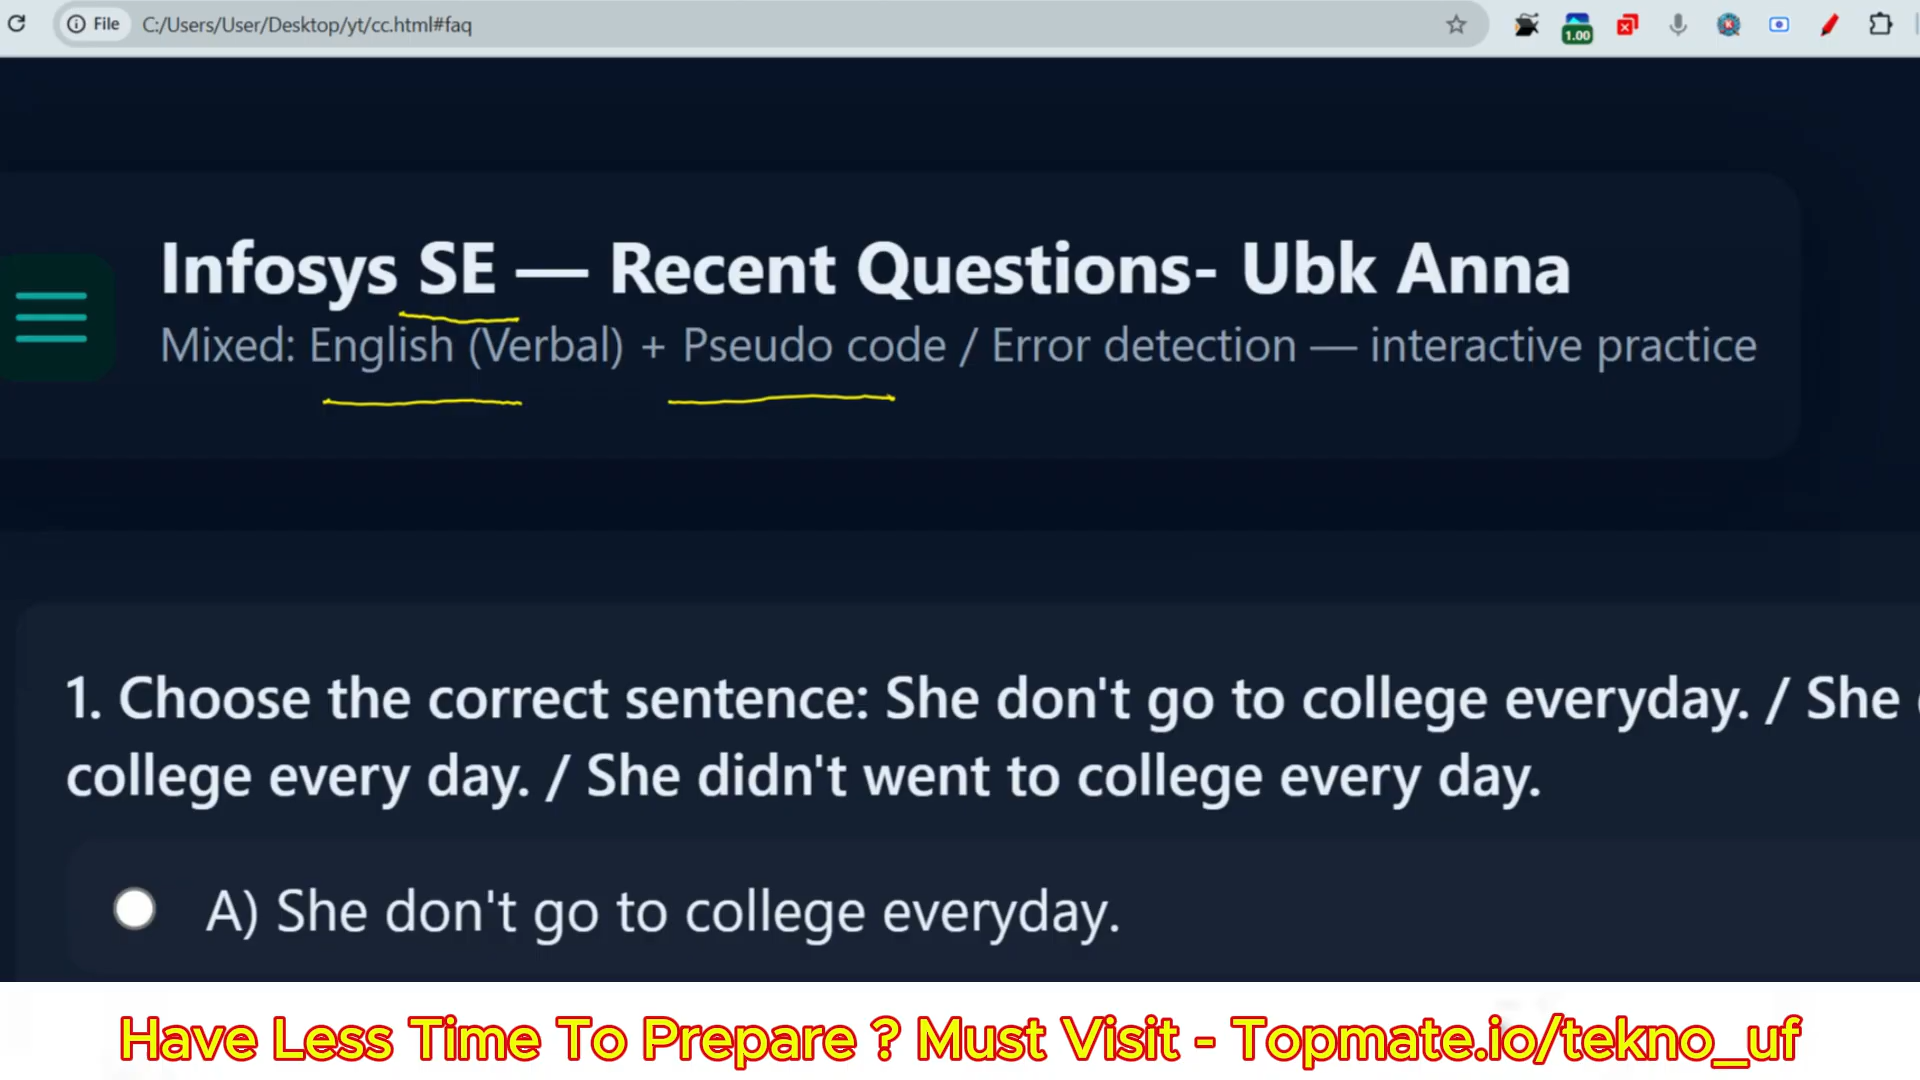 File C:/Users/User/Desktop/yt/cc.html#faq
1.00
Infosys SE — Recent Questions- Ubk Anna
Mixed: English (Verbal) + Pseudo code / Error detection — interactive practice
1. Choose the correct sentence: She don't go to college everyday. / She
college every day. / She didn't went to college every day.
A) She don't go to college everyday.
Have Less Time To Prepare ? Must Visit - Topmate.io/tekno_uf